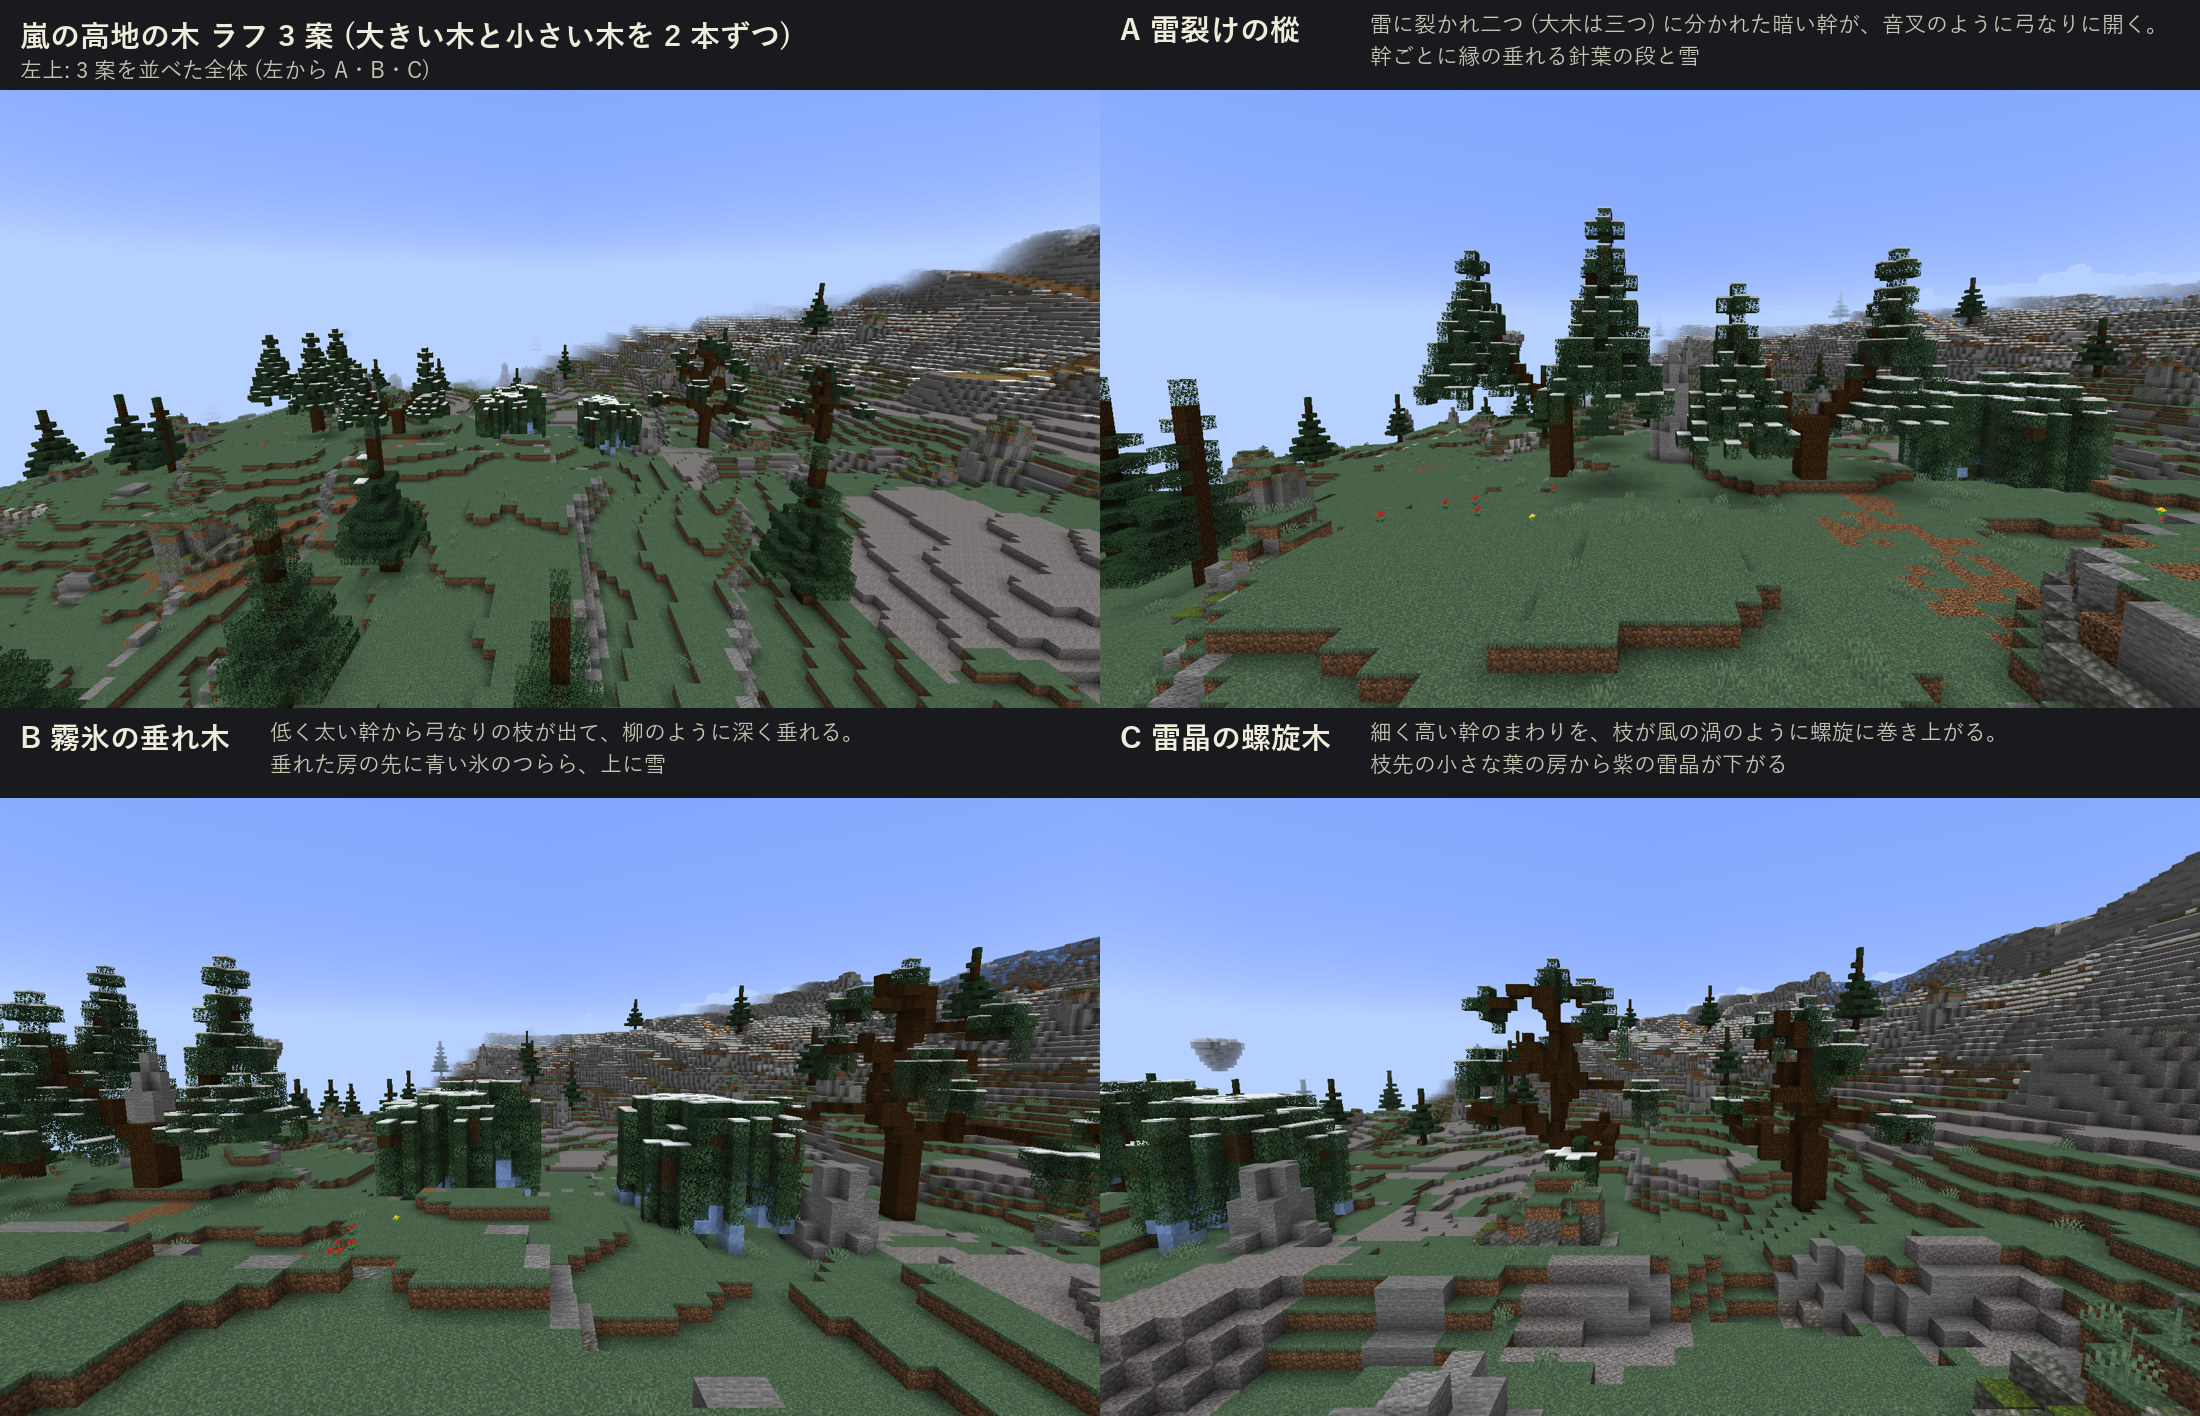 嵐の高地の木 ラフ 3 案 (大きい木と小さい木を 2 本ずつ)
左上: 3 案を並べた全体 (左から A・B・C)
A 雷裂けの樅
雷に裂かれ二つ (大木は三つ) に分かれた暗い幹が、音叉のように弓なりに開く。
幹ごとに縁の垂れる針葉の段と雪
B 霧氷の垂れ木
低く太い幹から弓なりの枝が出て、柳のように深く垂れる。
垂れた房の先に青い氷のつらら、上に雪
C 雷晶の螺旋木
細く高い幹のまわりを、枝が風の渦のように螺旋に巻き上がる。
枝先の小さな葉の房から紫の雷晶が下がる